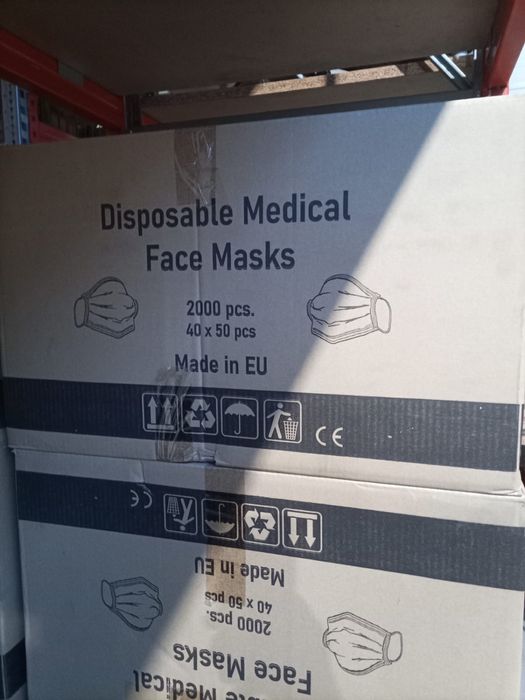 Disposable Medical
Face Masks
2000 pcs.
40 x 50 pcs
Made in EU
CE
CE
Made in EU
40 x 50 pcs
2000 pcs.
Face Masks
Medical